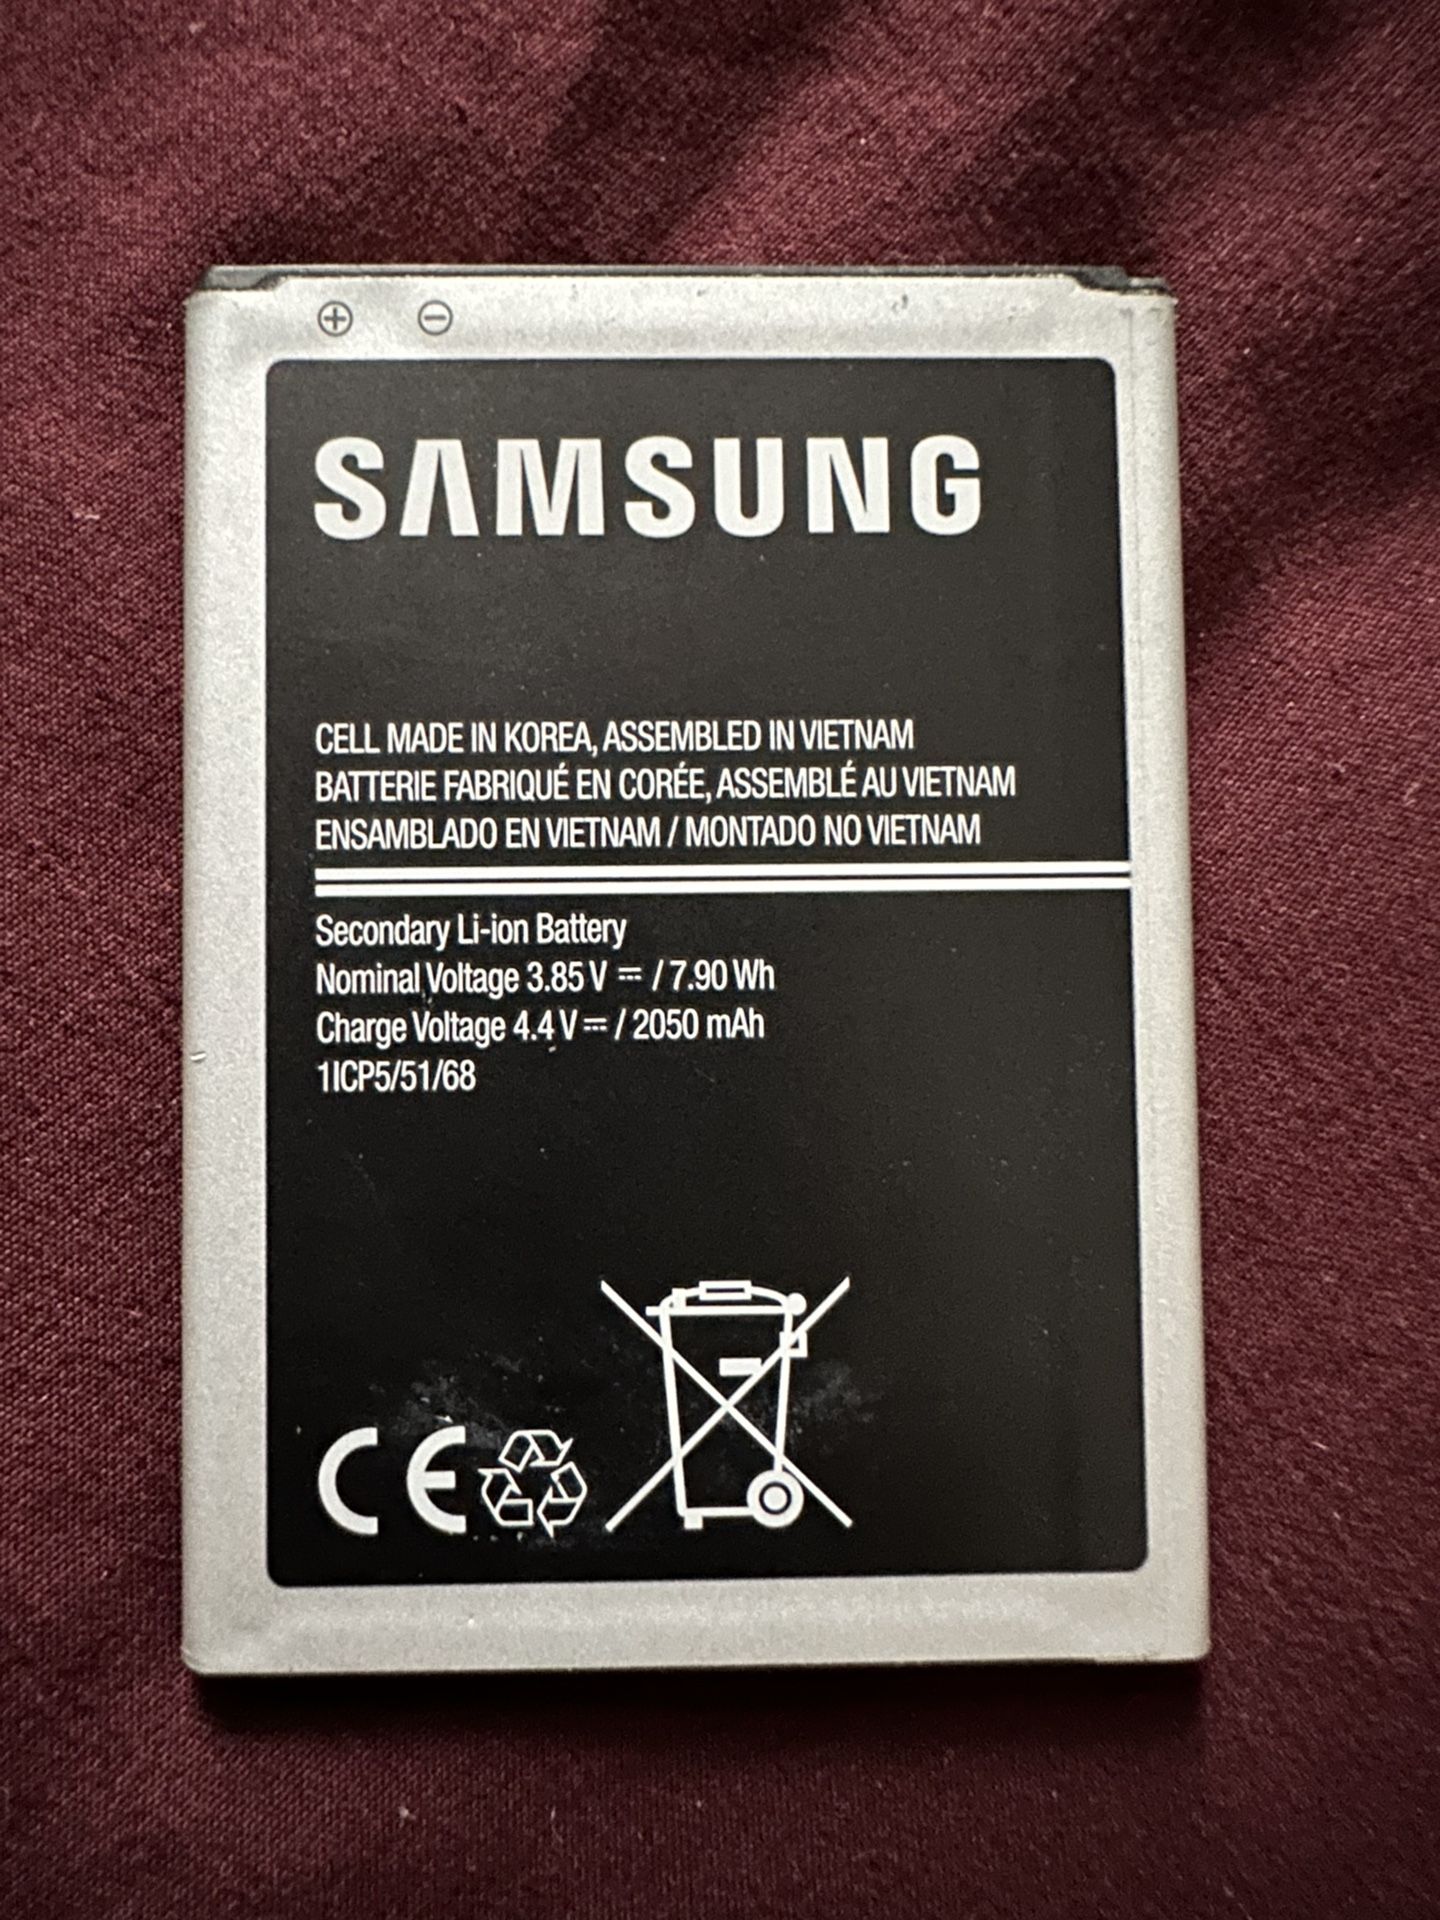 SAMSUNG
CELL MADE IN KOREA, ASSEMBLED IN VIETNAM
BATTERIE FABRIQUÉ EN CORÉE, ASSEMBLÉ AU VIETNAM
ENSAMBLADO EN VIETNAM / MONTADO NO VIETNAM
Secondary Li-ion Battery
Nominal Voltage 3.85 V ⎓ / 7.90 Wh
Charge Voltage 4.4 V ⎓ / 2050 mAh
1ICP5/51/68
CE